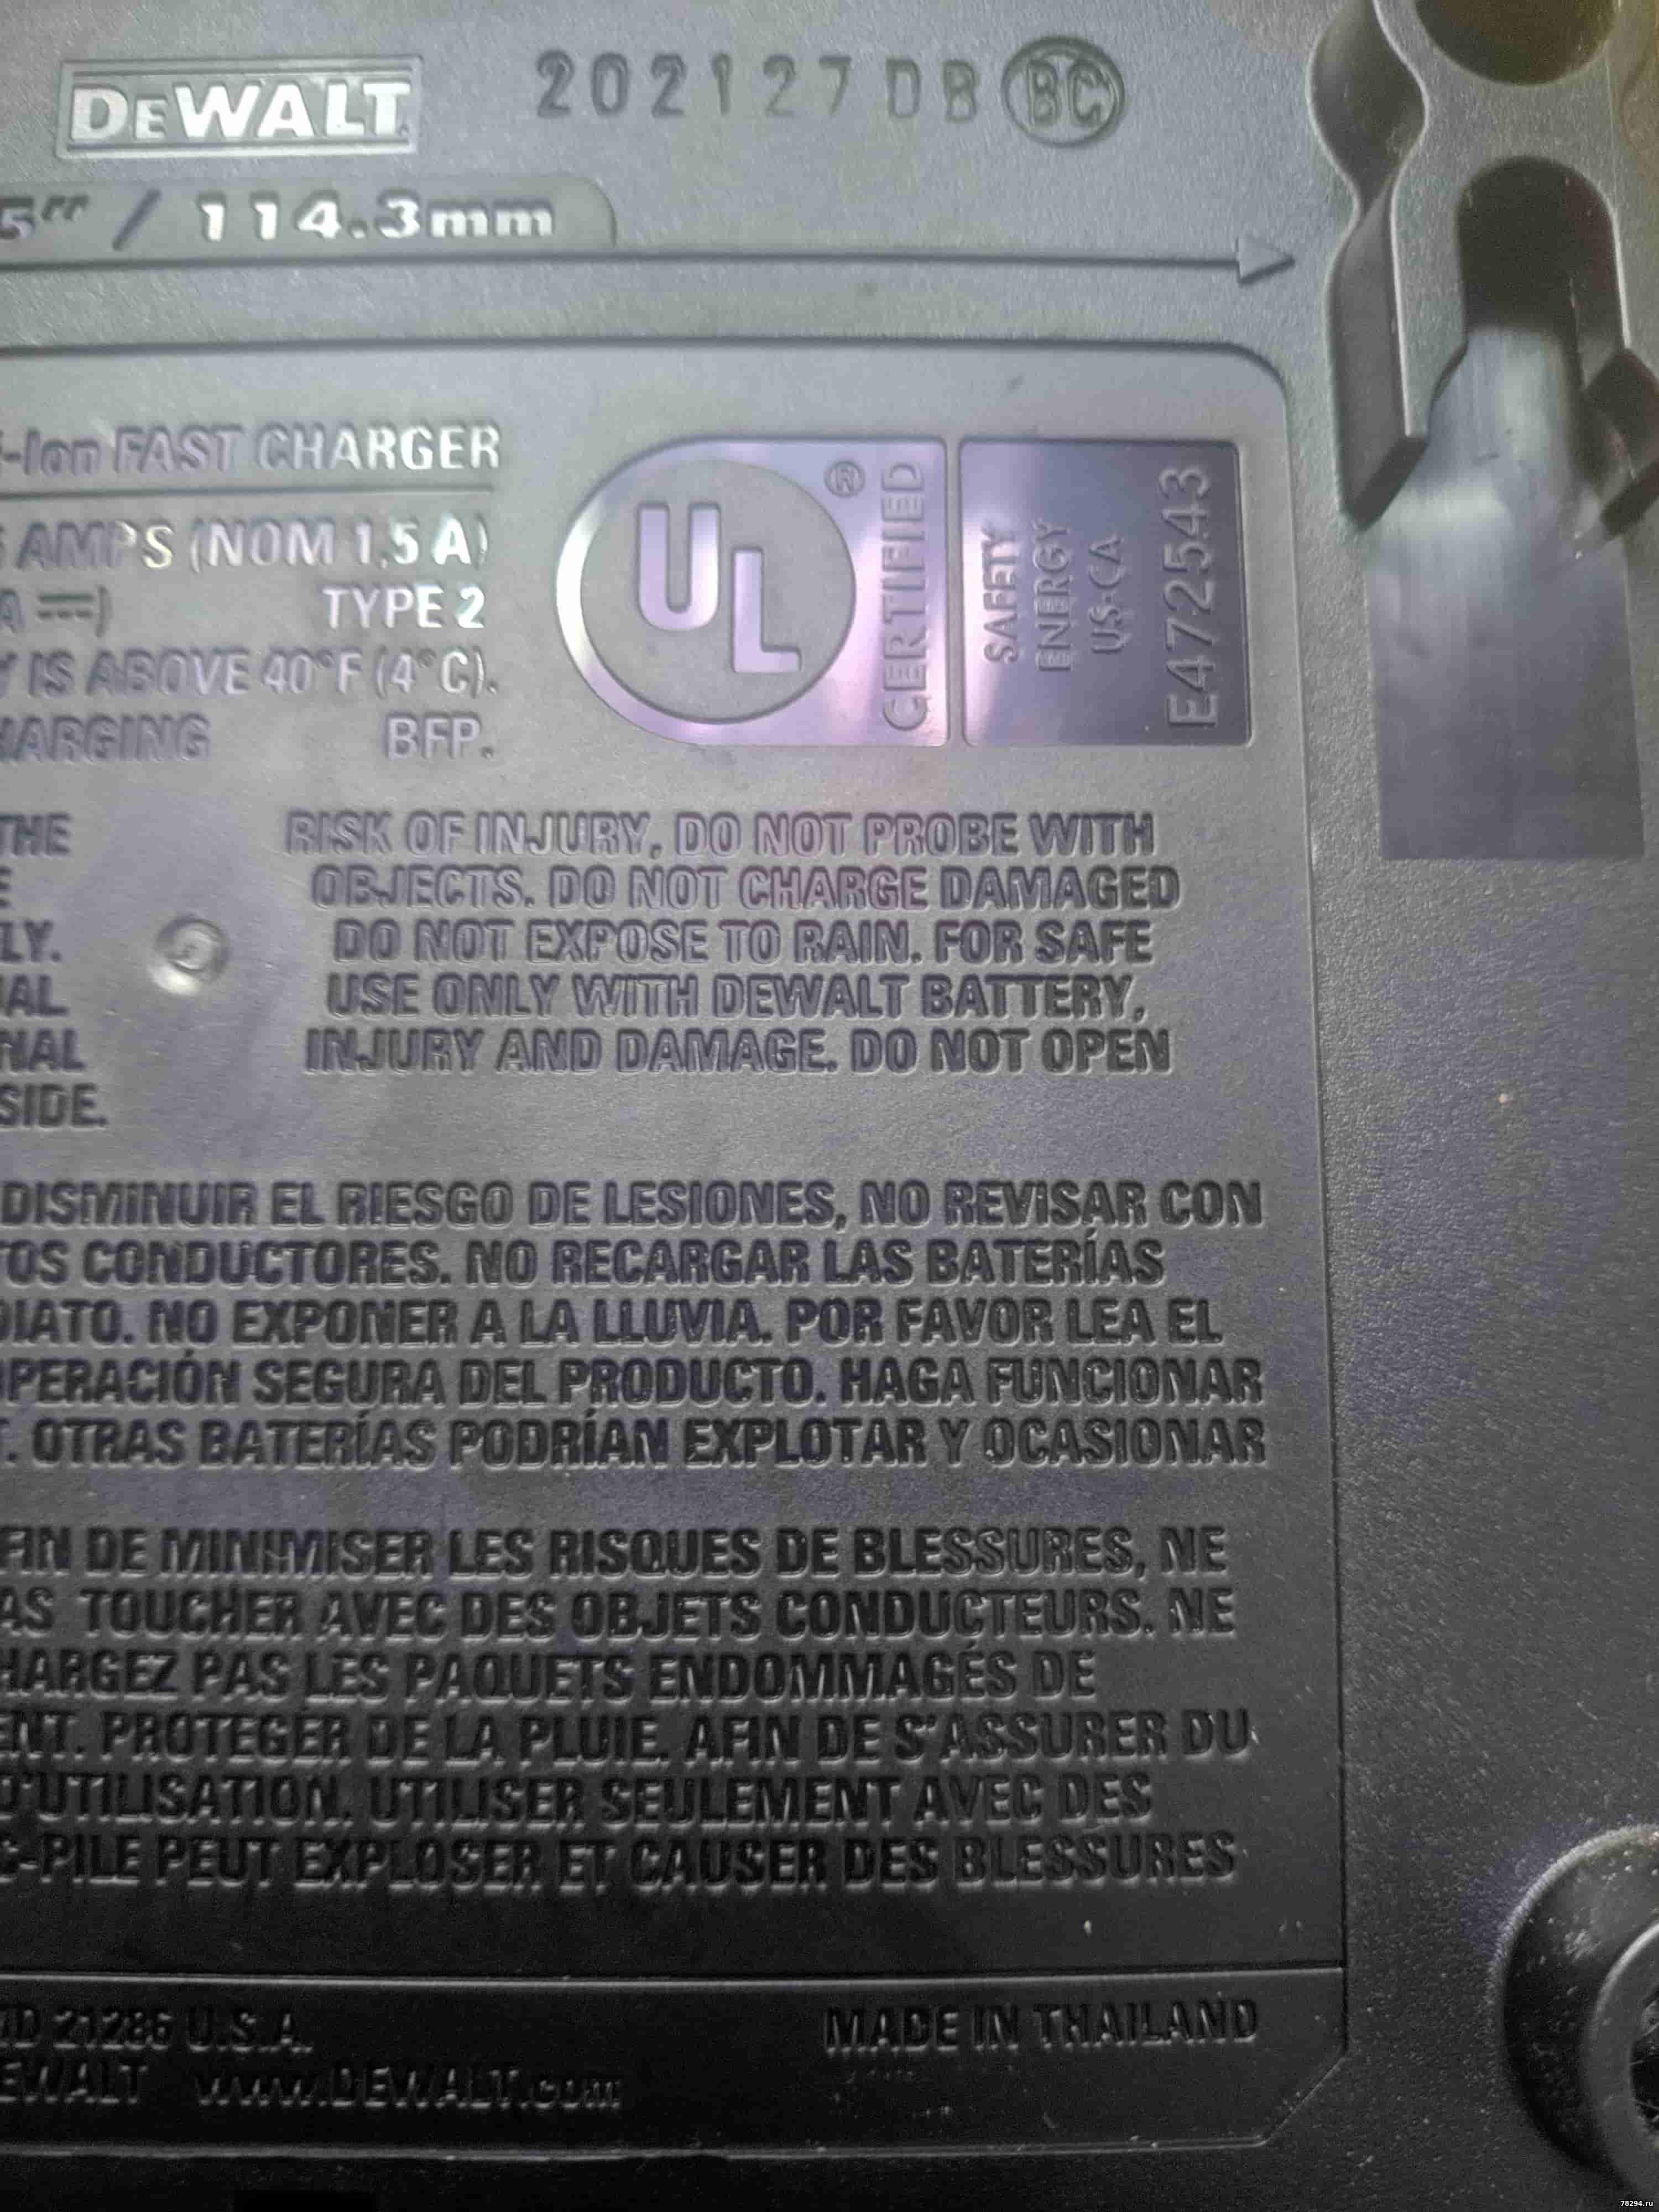 DEWALT 202127 DB BC
5" / 114.3mm
-Ion FAST CHARGER
AMPS (NOM 1.5 A)
A ⎓) TYPE 2
Y IS ABOVE 40°F (4°C).
HARGING BFP.
UL ® CERTIFIED
SAFETY
ENERGY
US-CA
E472543
THE RISK OF INJURY, DO NOT PROBE WITH
E OBJECTS. DO NOT CHARGE DAMAGED
LY. DO NOT EXPOSE TO RAIN. FOR SAFE
AL USE ONLY WITH DEWALT BATTERY,
NAL INJURY AND DAMAGE. DO NOT OPEN
SIDE.
DISMINUIR EL RIESGO DE LESIONES, NO REVISAR CON
TOS CONDUCTORES. NO RECARGAR LAS BATERÍAS
DIATO. NO EXPONER A LA LLUVIA. POR FAVOR LEA EL
PERACIÓN SEGURA DEL PRODUCTO. HAGA FUNCIONAR
T. OTRAS BATERÍAS PODRÍAN EXPLOTAR Y OCASIONAR
FIN DE MINIMISER LES RISQUES DE BLESSURES, NE
AS TOUCHER AVEC DES OBJETS CONDUCTEURS. NE
HARGEZ PAS LES PAQUETS ENDOMMAGÉS DE
ENT. PROTEGÉR DE LA PLUIE. AFIN DE S'ASSURER DU
D'UTILISATION. UTILISER SEULEMENT AVEC DES
C-PILE PEUT EXPLOSER ET CAUSER DES BLESSURES
D 21286 U.S.A. MADE IN THAILAND
EWALT www.DEWALT.com
78294.ru